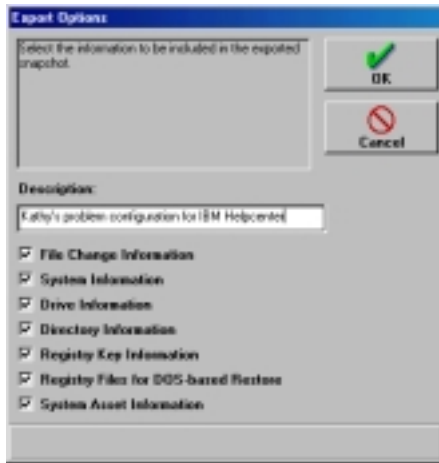 Export Options
Select the information to be included in the exported
snapshot.
OK
Cancel
Description:
Kathy's problem configuration for IBM Helpcenter
File Change Information
System Information
Drive Information
Directory Information
Registry Key Information
Registry Files for DOS-based Restore
System Asset Information